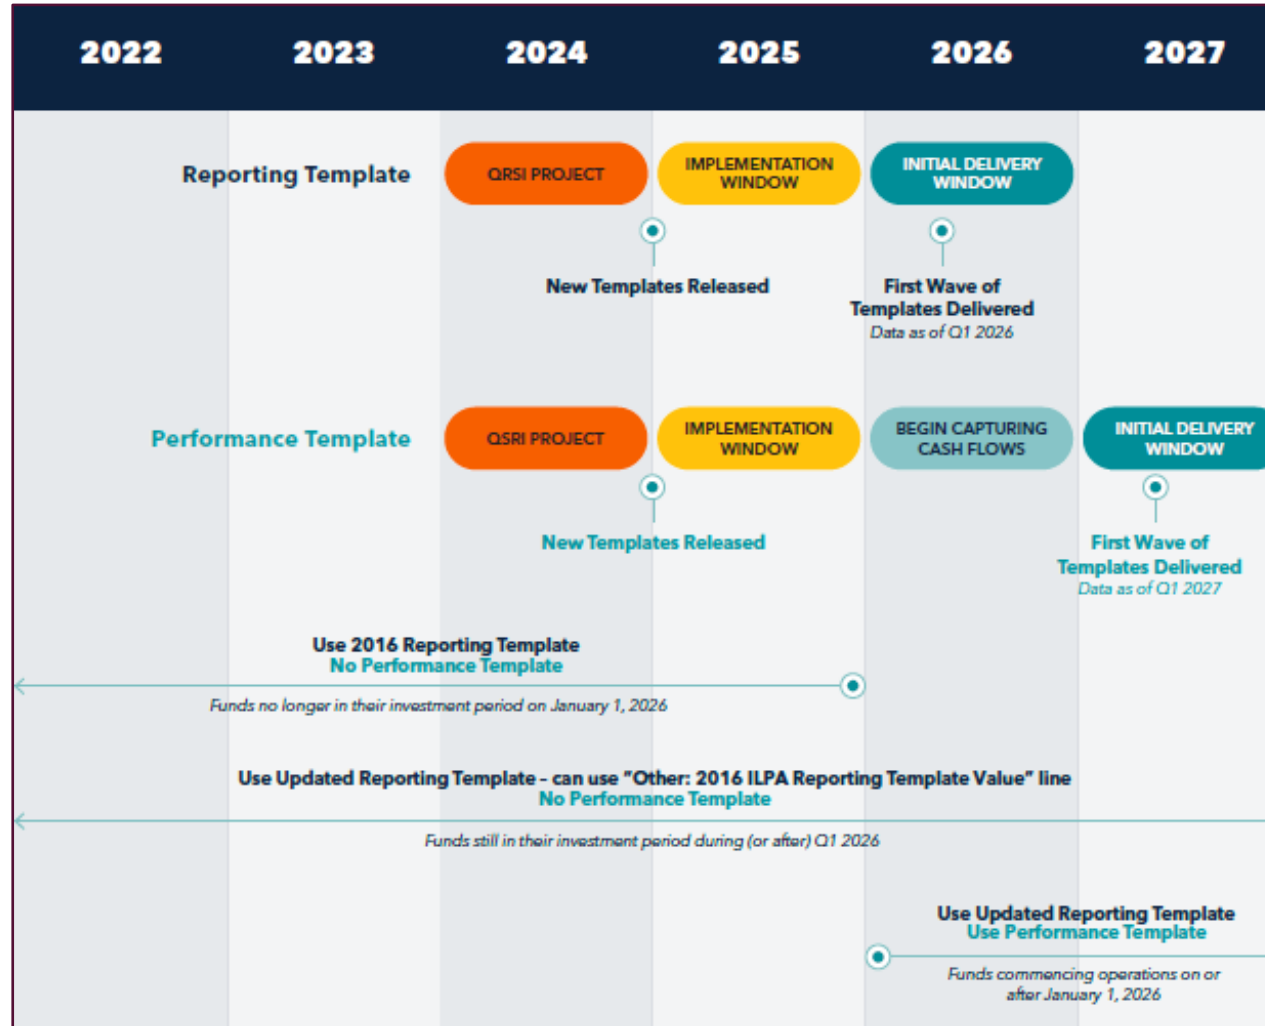 2022 2023 2024 2025 2026 2027
Reporting Template
QRSI PROJECT
IMPLEMENTATION
WINDOW
INITIAL DELIVERY
WINDOW
New Templates Released
First Wave of
Templates Delivered
Data as of Q1 2026
Performance Template
QSRI PROJECT
IMPLEMENTATION
WINDOW
BEGIN CAPTURING
CASH FLOWS
INITIAL DELIVERY
WINDOW
New Templates Released
First Wave of
Templates Delivered
Data as of Q1 2027
Use 2016 Reporting Template
No Performance Template
Funds no longer in their investment period on January 1, 2026
Use Updated Reporting Template - can use "Other: 2016 ILPA Reporting Template Value" line
No Performance Template
Funds still in their investment period during (or after) Q1 2026
Use Updated Reporting Template
Use Performance Template
Funds commencing operations on or
after January 1, 2026